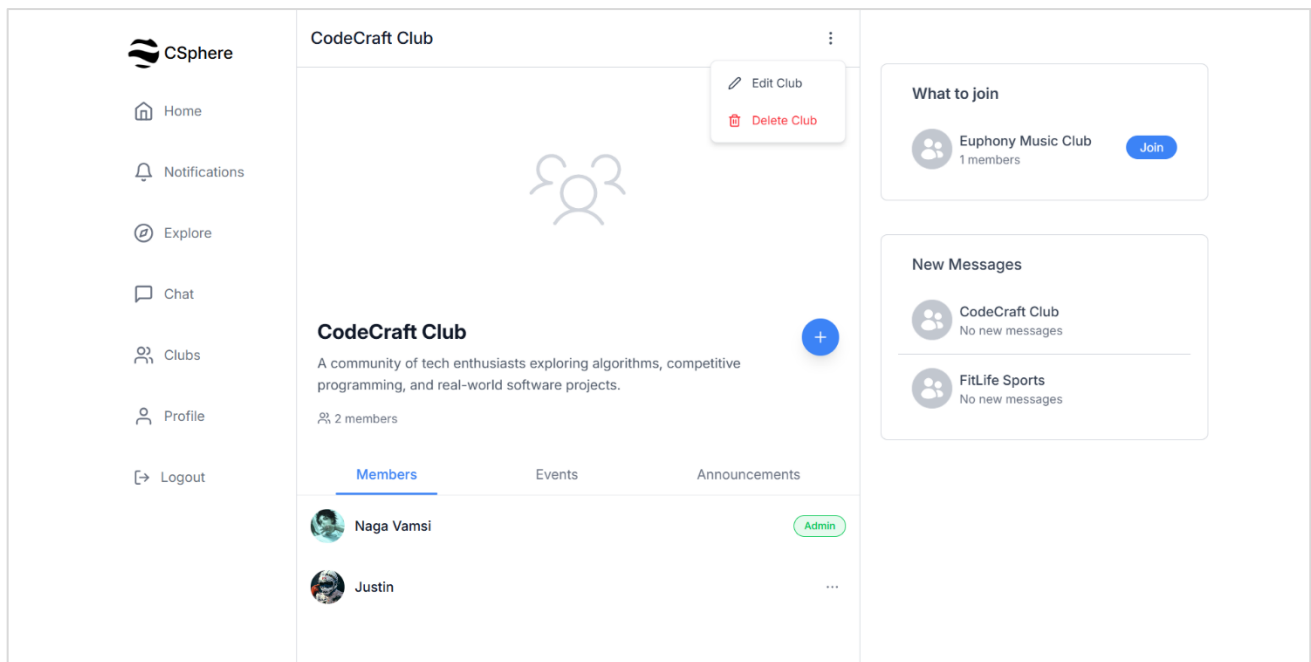 CSphere
Home
Notifications
Explore
Chat
Clubs
Profile
Logout
CodeCraft Club
Edit Club
Delete Club
CodeCraft Club
A community of tech enthusiasts exploring algorithms, competitive
programming, and real-world software projects.
2 members
Members Events Announcements
Naga Vamsi Admin
Justin
What to join
Euphony Music Club
1 members
Join
New Messages
CodeCraft Club
No new messages
FitLife Sports
No new messages